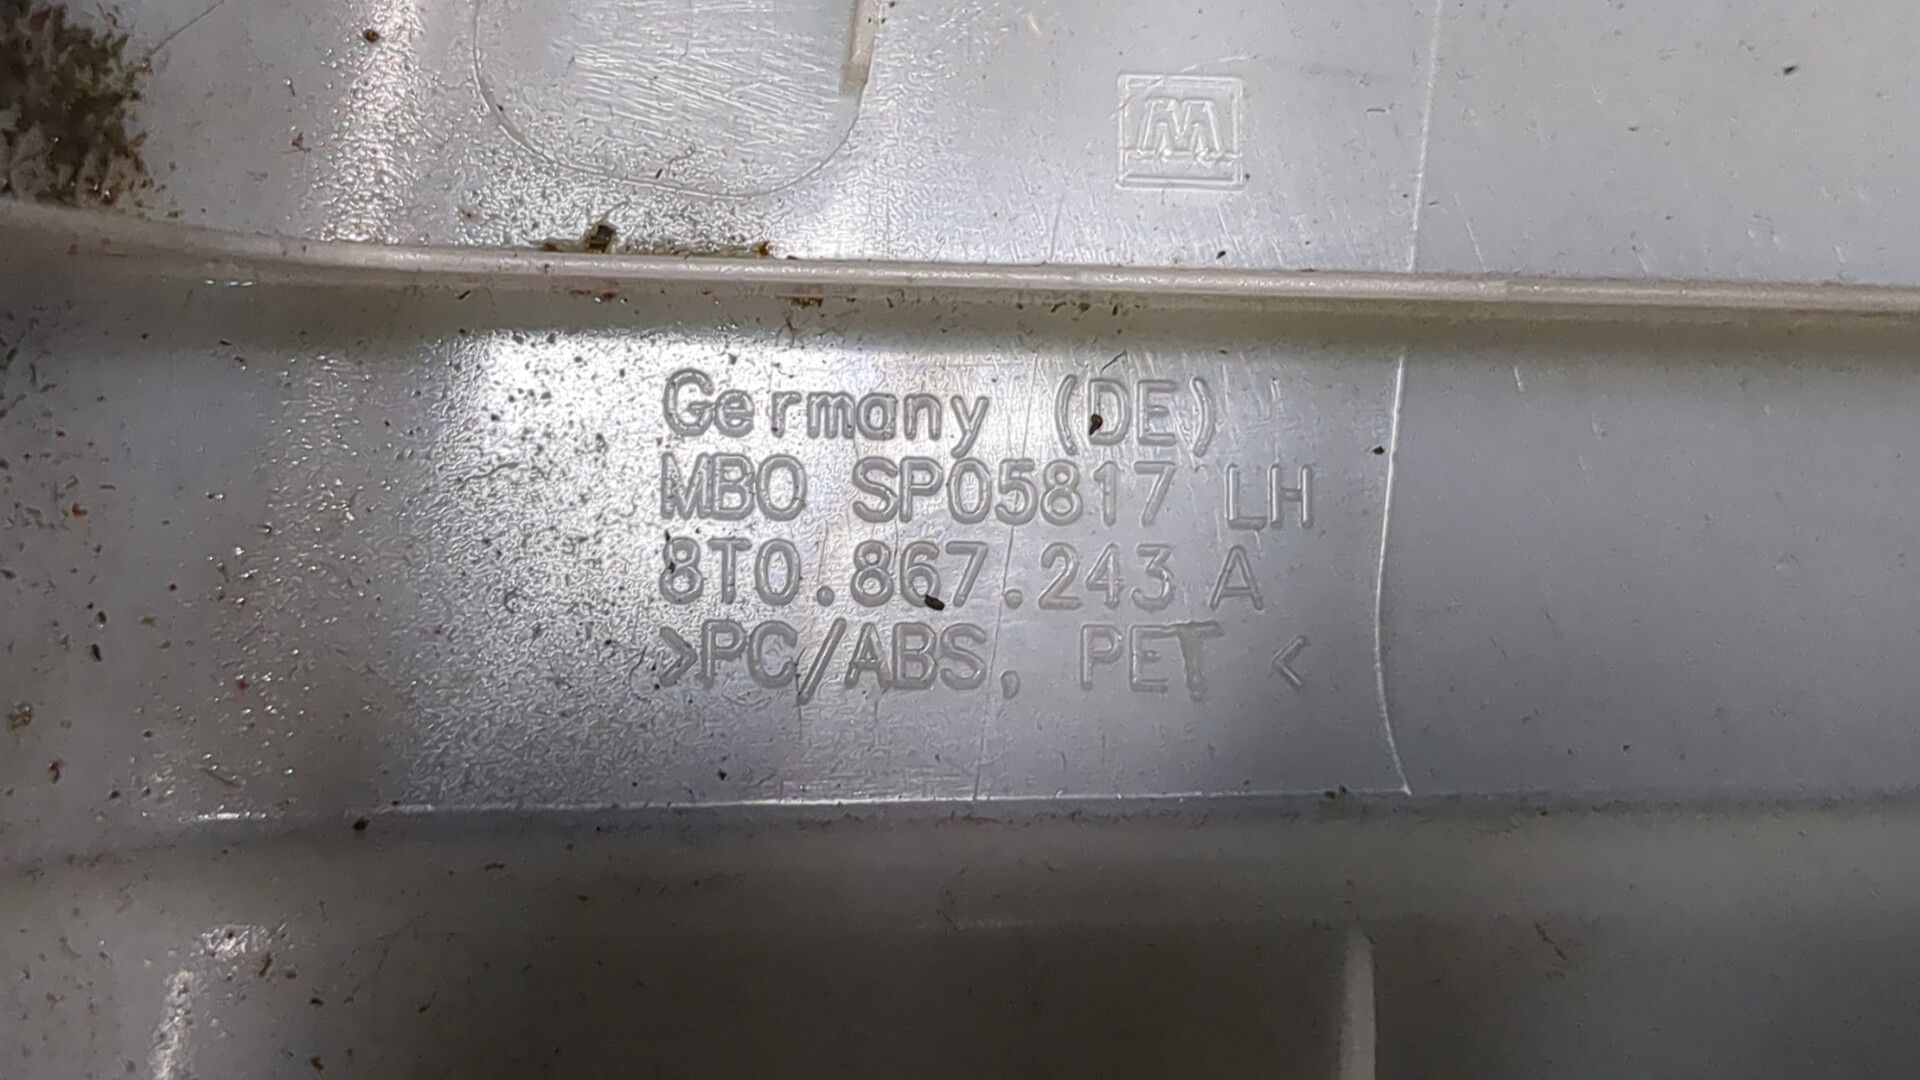 M
Germany (DE)
MBO SP05817 LH
8T0.867.243 A
>PC/ABS, PET <